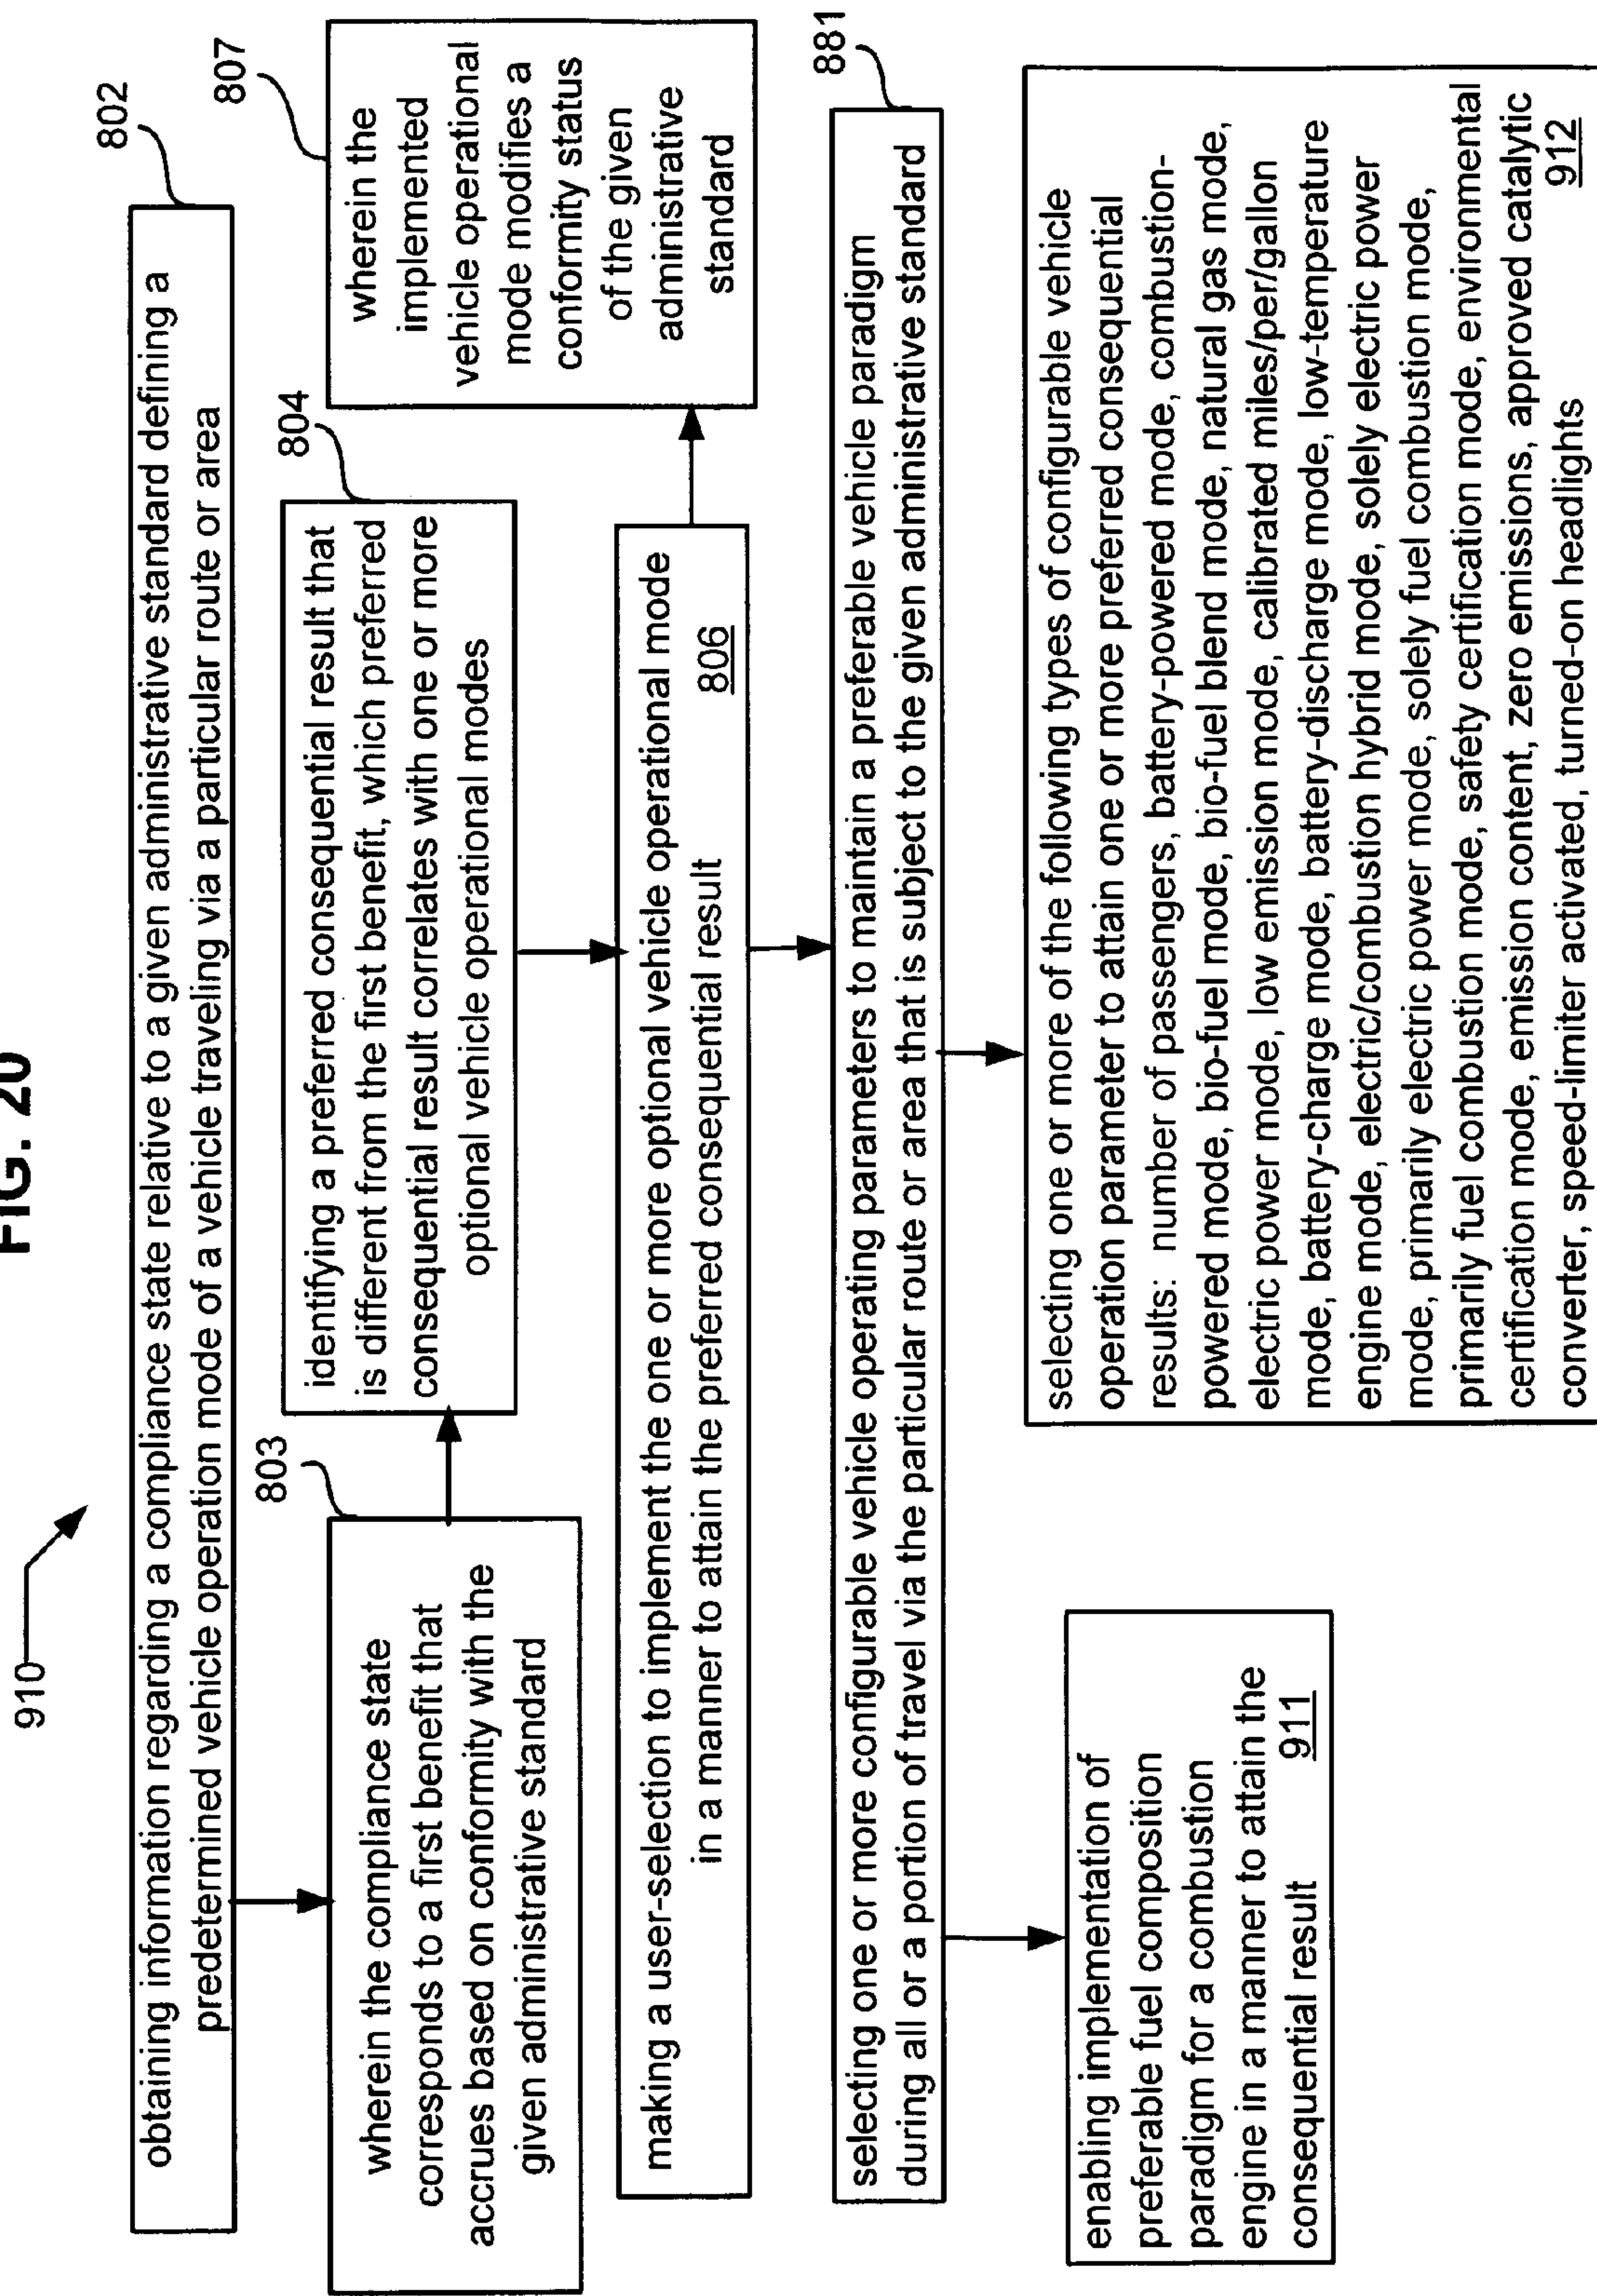 FIG. 20
910
802
obtaining information regarding a compliance state relative to a given administrative standard defining a
predetermined vehicle operation mode of a vehicle traveling via a particular route or area
803
wherein the compliance state
corresponds to a first benefit that
accrues based on conformity with the
given administrative standard
804
identifying a preferred consequential result that
is different from the first benefit, which preferred
consequential result correlates with one or more
optional vehicle operational modes
807
wherein the
implemented
vehicle operational
mode modifies a
conformity status
of the given
administrative
standard
making a user-selection to implement the one or more optional vehicle operational mode
in a manner to attain the preferred consequential result 806
881
selecting one or more configurable vehicle operating parameters to maintain a preferable vehicle paradigm
during all or a portion of travel via the particular route or area that is subject to the given administrative standard
enabling implementation of
preferable fuel composition
paradigm for a combustion
engine in a manner to attain the
consequential result 911
selecting one or more of the following types of configurable vehicle
operation parameter to attain one or more preferred consequential
results: number of passengers, battery-powered mode, combustion-
powered mode, bio-fuel mode, bio-fuel blend mode, natural gas mode,
electric power mode, low emission mode, calibrated miles/per/gallon
mode, battery-charge mode, battery-discharge mode, low-temperature
engine mode, electric/combustion hybrid mode, solely electric power
mode, primarily electric power mode, solely fuel combustion mode,
primarily fuel combustion mode, safety certification mode, environmental
certification mode, emission content, zero emissions, approved catalytic
converter, speed-limiter activated, turned-on headlights 912